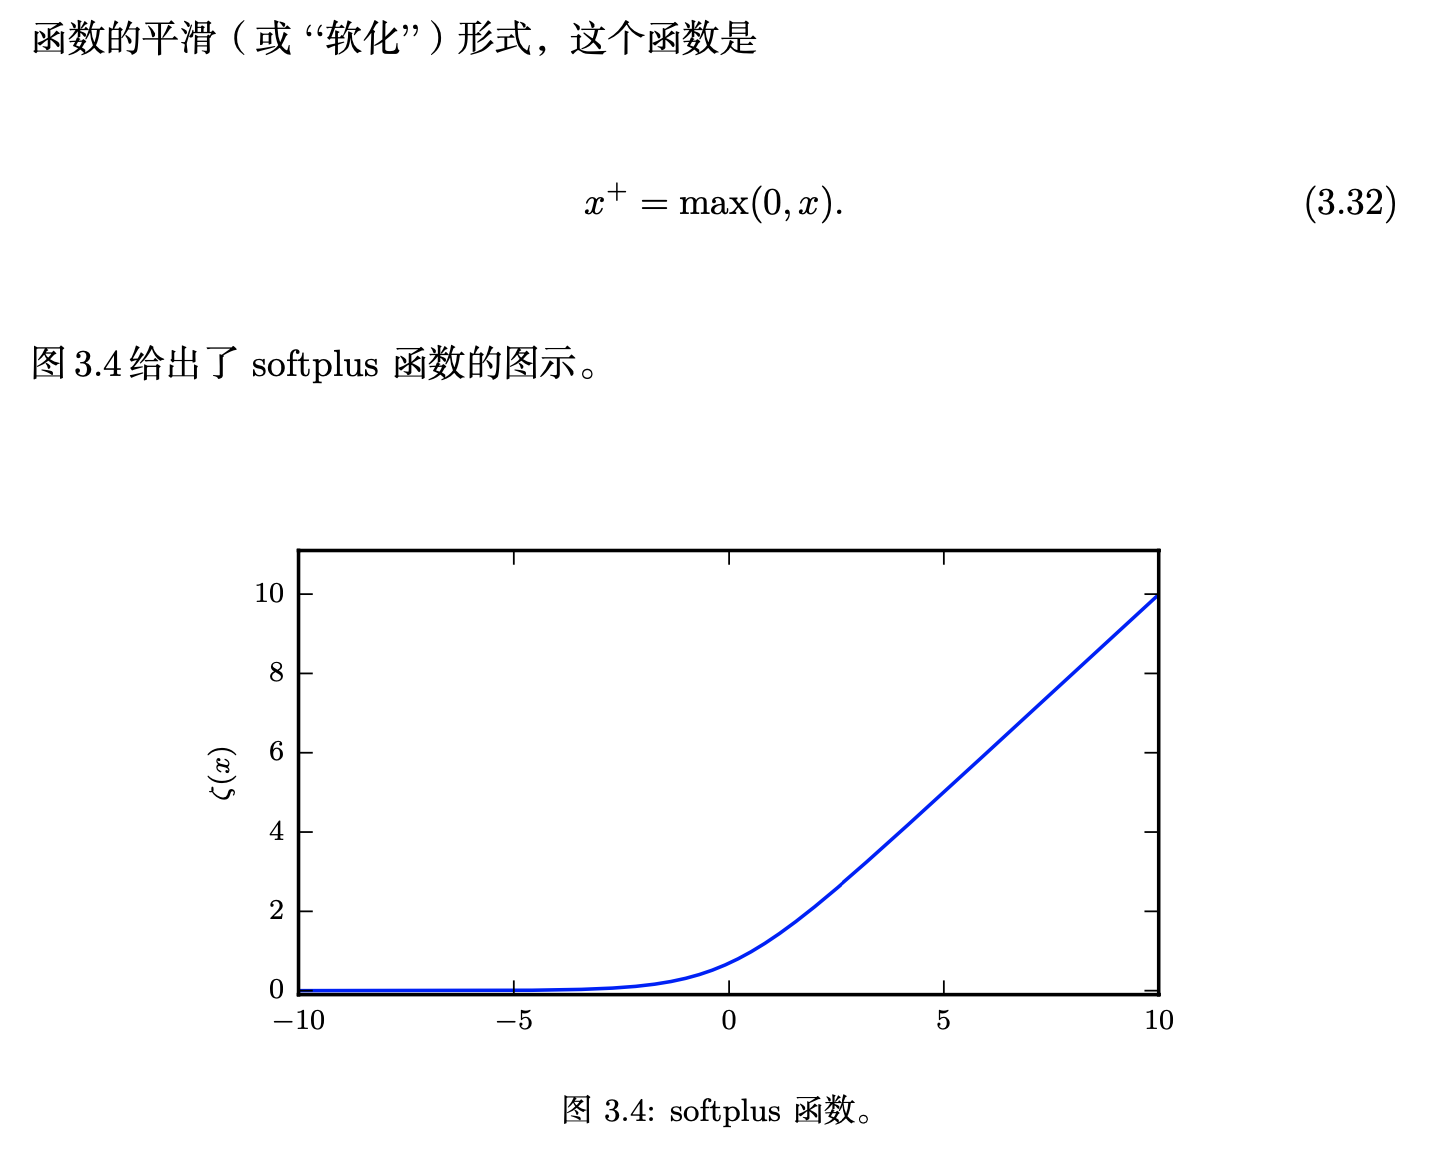 函数的平滑（或 “软化”）形式，这个函数是
x⁺ = max(0, x). (3.32)
图 3.4 给出了 softplus 函数的图示。
10
8
6
4
2
0
ζ(x)
−10 −5 0 5 10
图 3.4: softplus 函数。